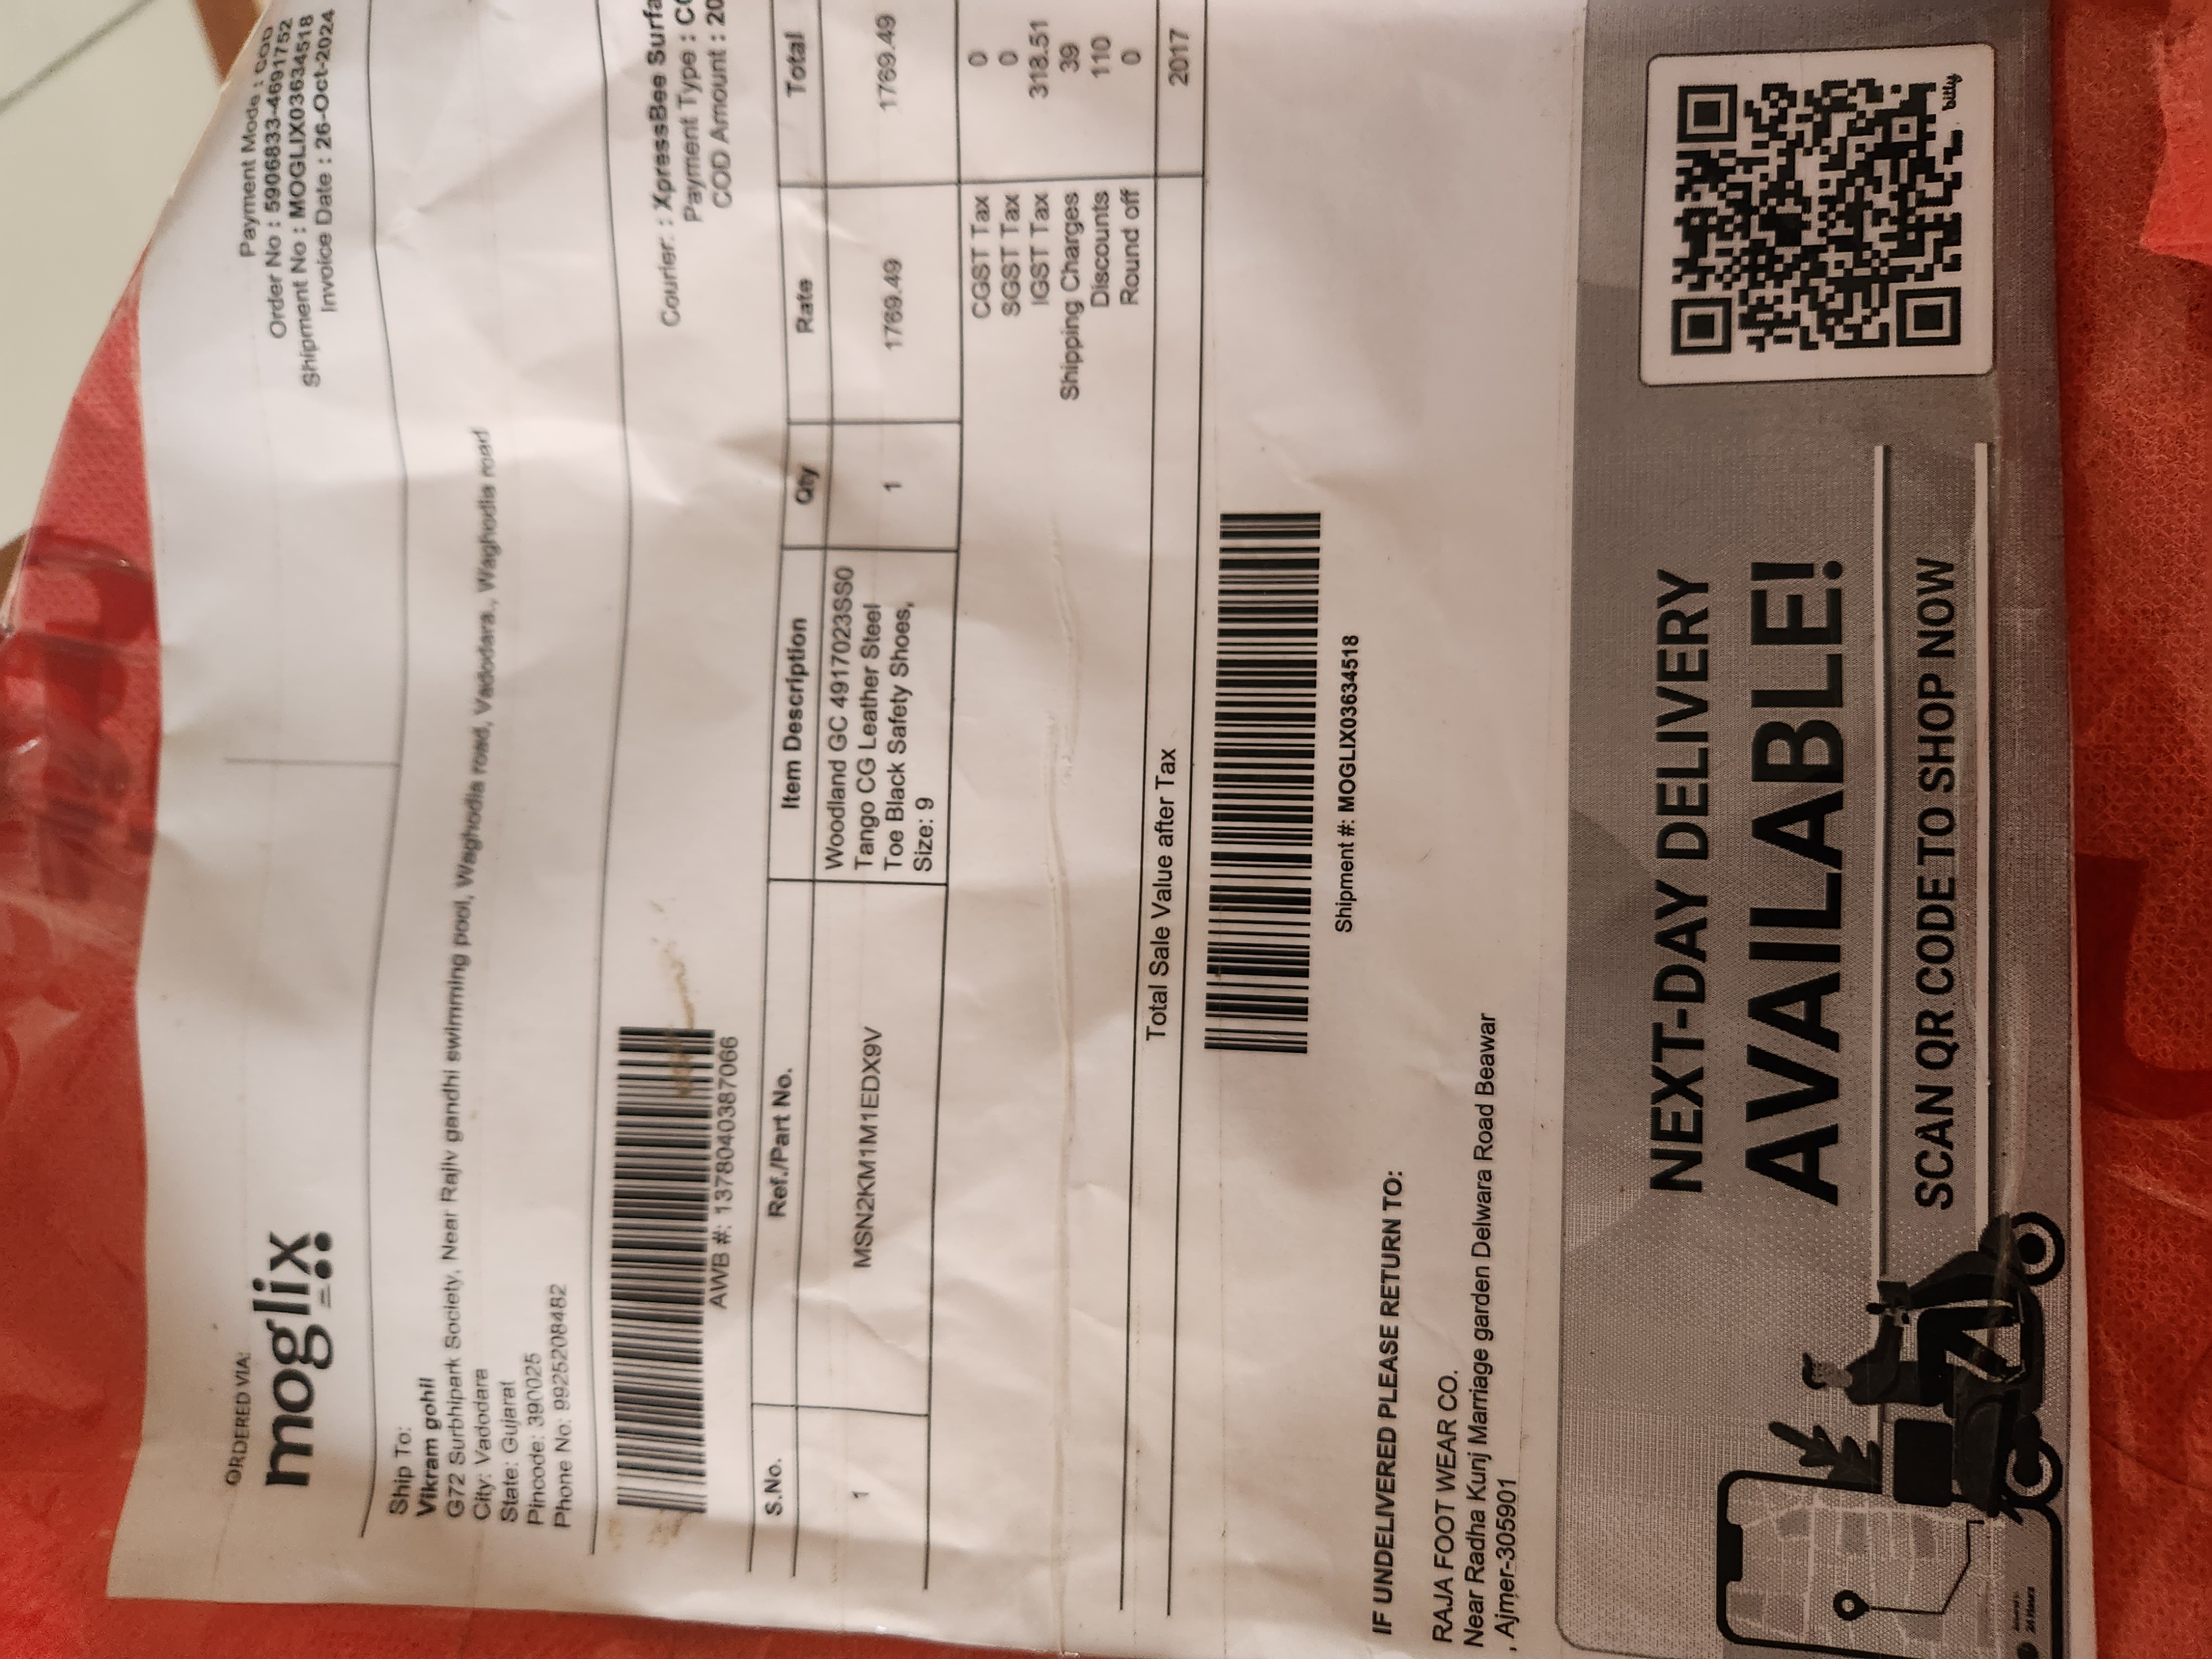 ORDERED VIA:
moglix
Payment Mode : COD
Order No : 5906833-46917752
Shipment No : MOGLIX03634518
Invoice Date : 26-Oct-2024
Ship To:
Vikram gohil
G72 Surbhipark Society, Near Rajiv gandhi swimming pool, Waghodia road, Vadodara., Waghodia road
City: Vadodara
State: Gujarat
Pincode: 390025
Phone No: 9925208482
AWB #: 1378040387066
Courier: : XpressBee Surfa
Payment Type : CO
COD Amount : 20
S.No. Ref./Part No. Item Description Qty Rate Total
1 MSN2KM1M1EDX9V Woodland GC 4917023SS0 1 1769.49 1769.49
Tango CG Leather Steel
Toe Black Safety Shoes,
Size: 9
CGST Tax 0
SGST Tax 0
IGST Tax 318.51
Shipping Charges 39
Discounts 110
Round off 0
Total Sale Value after Tax 2017
Shipment #: MOGLIX03634518
IF UNDELIVERED PLEASE RETURN TO:
RAJA FOOT WEAR CO.
Near Radha Kunj Marriage garden Delwara Road Beawar
, Ajmer-305901
NEXT-DAY DELIVERY
AVAILABLE!
SCAN QR CODE TO SHOP NOW
bitly